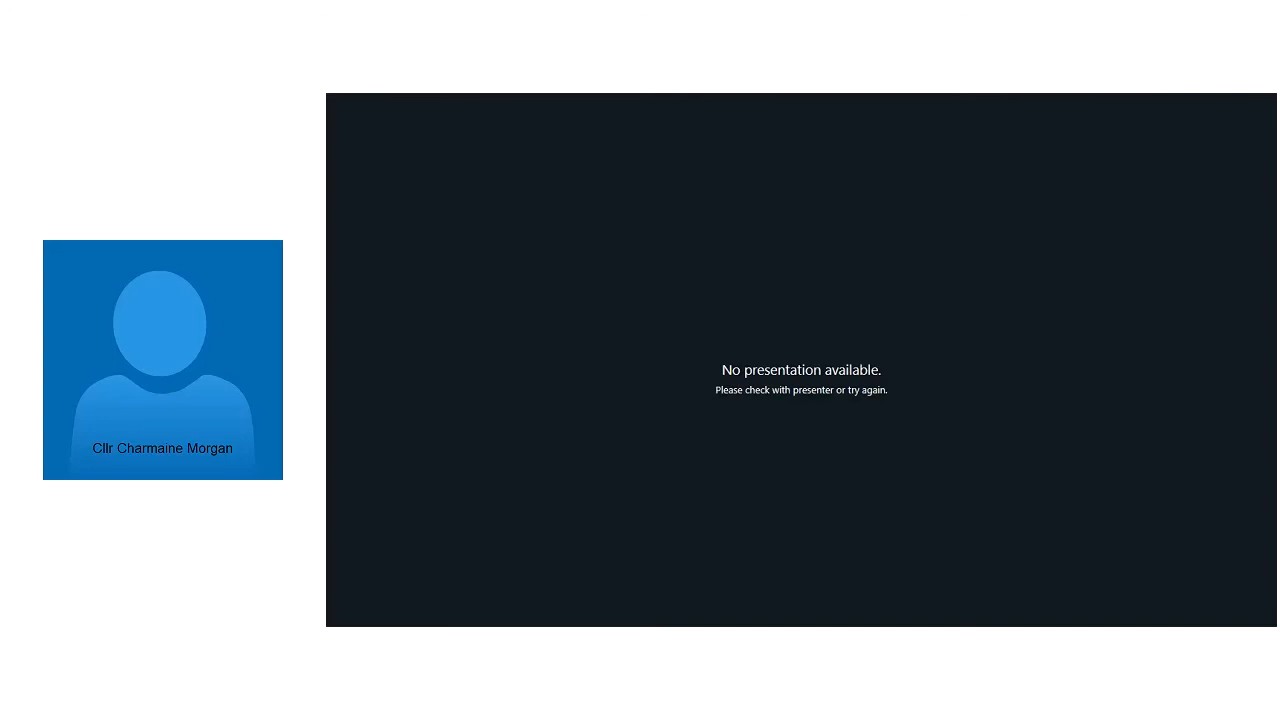 Cllr Charmaine Morgan
No presentation available.
Please check with presenter or try again.